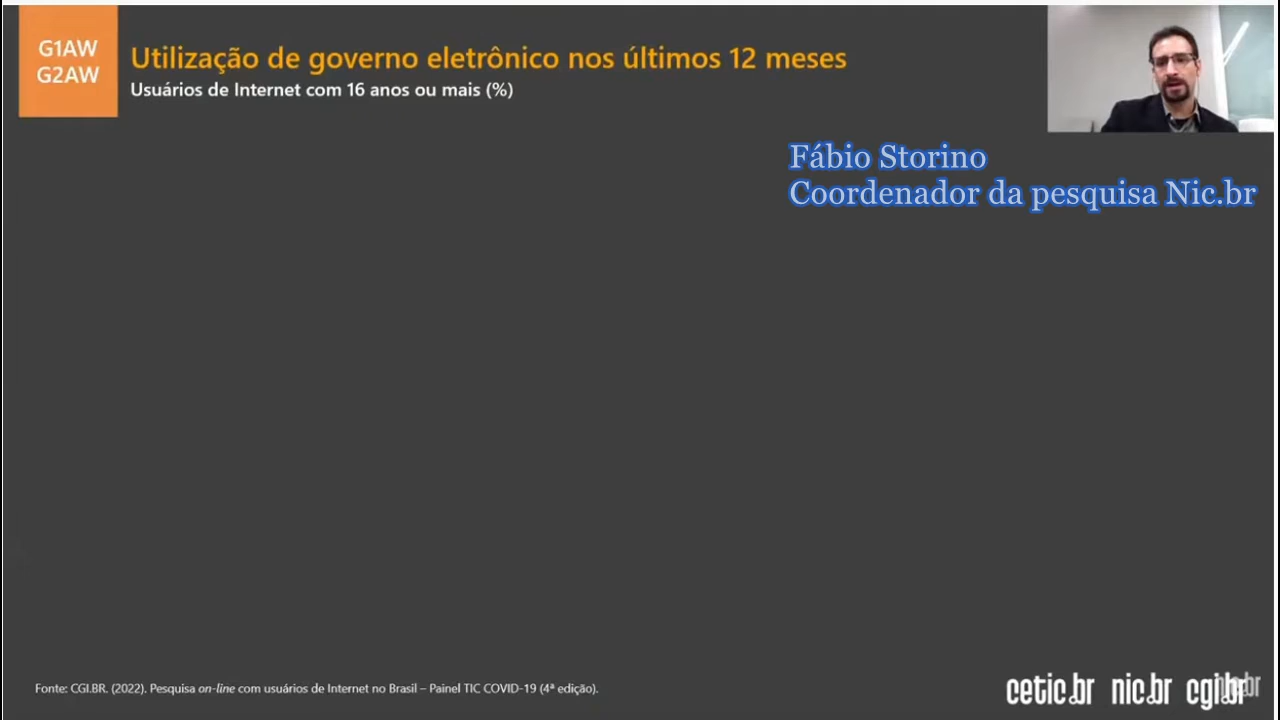 G1AW
G2AW
Utilização de governo eletrônico nos últimos 12 meses
Usuários de Internet com 16 anos ou mais (%)
Fábio Storino
Coordenador da pesquisa Nic.br
Fonte: CGI.BR. (2022). Pesquisa on-line com usuários de Internet no Brasil – Painel TIC COVID-19 (4ª edição).
cetic.br nic.br cgi.br
nic.br